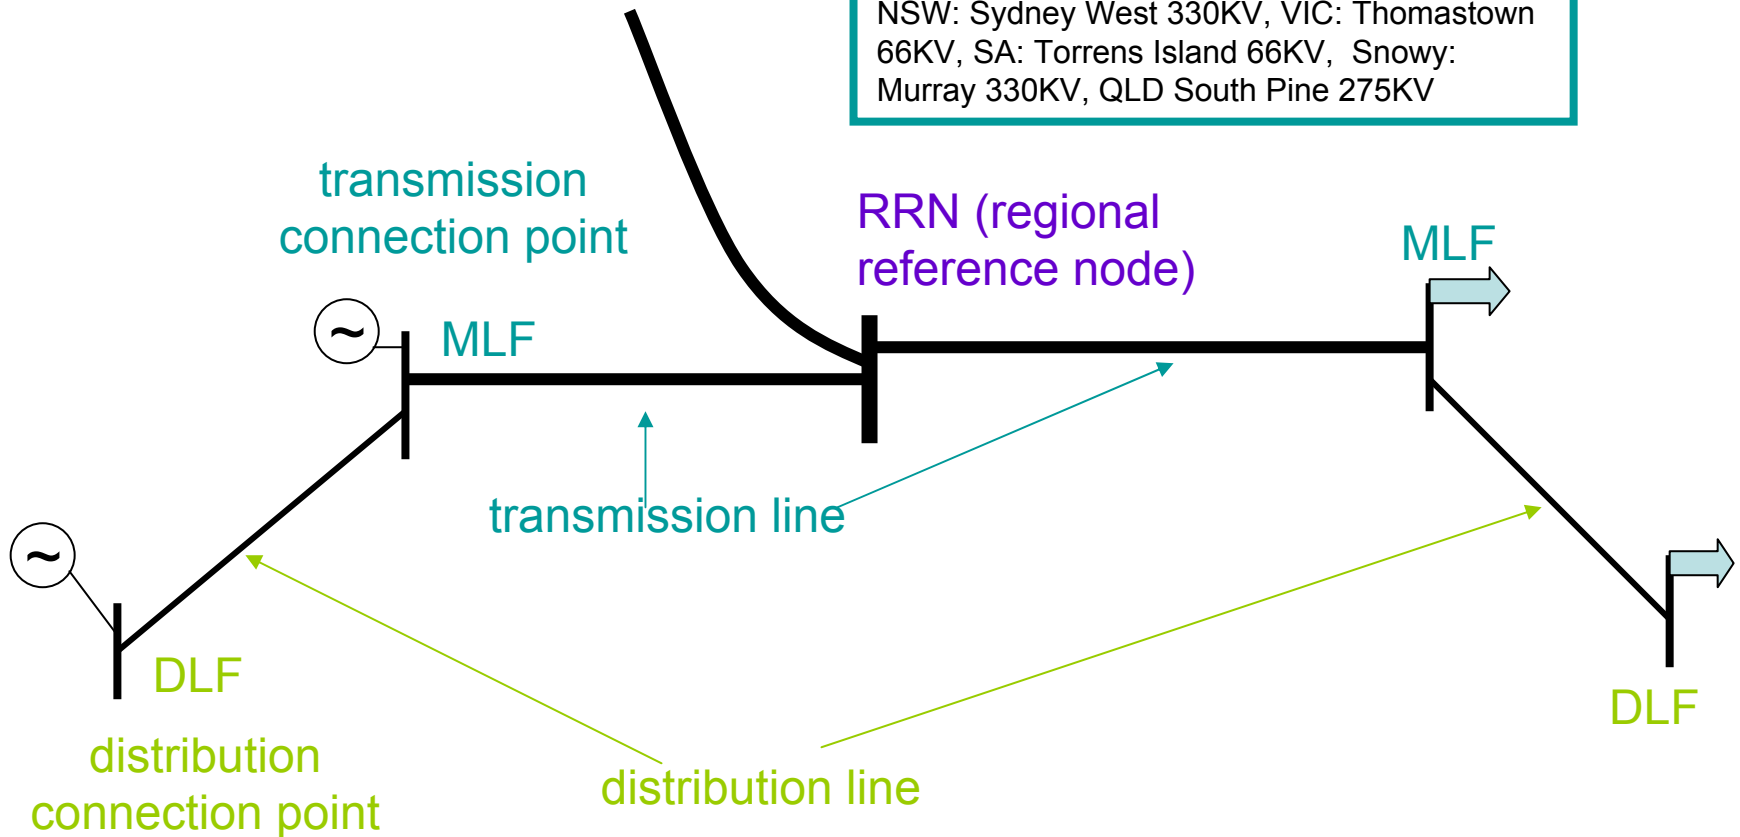 NSW: Sydney West 330KV, VIC: Thomastown
66KV, SA: Torrens Island 66KV, Snowy:
Murray 330KV, QLD South Pine 275KV
transmission
connection point
RRN (regional
reference node)
MLF
~
MLF
transmission line
~
DLF
DLF
distribution
connection point
distribution line